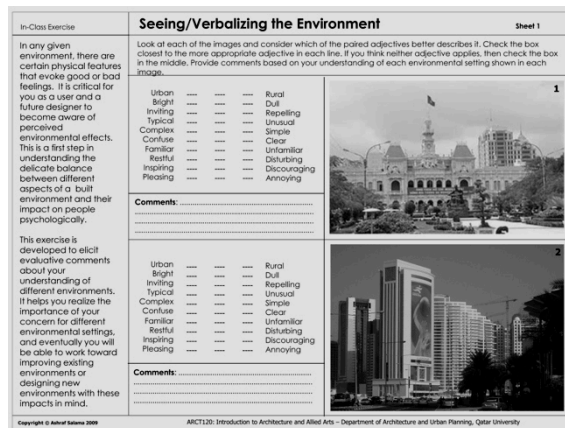 In-Class Exercise
Seeing/Verbalizing the Environment
Sheet 1
In any given
environment, there are
certain physical features
that evoke good or bad
feelings. It is critical for
you as a user and a
future designer to
become aware of
perceived
environmental effects.
This is a first step in
understanding the
delicate balance
between different
aspects of a built
environment and their
impact on people
psychologically.
This exercise is
developed to elicit
evaluative comments
about your
understanding of
different environments.
It helps you realize the
importance of your
concern for different
environmental settings,
and eventually you will
be able to work toward
improving existing
environments or
designing new
environments with these
impacts in mind.
Look at each of the images and consider which of the paired adjectives better describes it. Check the box
closest to the more appropriate adjective in each line. If you think neither adjective applies, then check the box
in the middle. Provide comments based on your understanding of each environmental setting shown in each
image.
Urban ---- ---- ---- Rural
Bright ---- ---- ---- Dull
Inviting ---- ---- ---- Repelling
Typical ---- ---- ---- Unusual
Complex ---- ---- ---- Simple
Confuse ---- ---- ---- Clear
Familiar ---- ---- ---- Unfamiliar
Restful ---- ---- ---- Disturbing
Inspiring ---- ---- ---- Discouraging
Pleasing ---- ---- ---- Annoying
Comments:
1
Urban ---- ---- ---- Rural
Bright ---- ---- ---- Dull
Inviting ---- ---- ---- Repelling
Typical ---- ---- ---- Unusual
Complex ---- ---- ---- Simple
Confuse ---- ---- ---- Clear
Familiar ---- ---- ---- Unfamiliar
Restful ---- ---- ---- Disturbing
Inspiring ---- ---- ---- Discouraging
Pleasing ---- ---- ---- Annoying
Comments:
2
Copyright © Ashraf Salama 2009
ARCT120: Introduction to Architecture and Allied Arts – Department of Architecture and Urban Planning, Qatar University